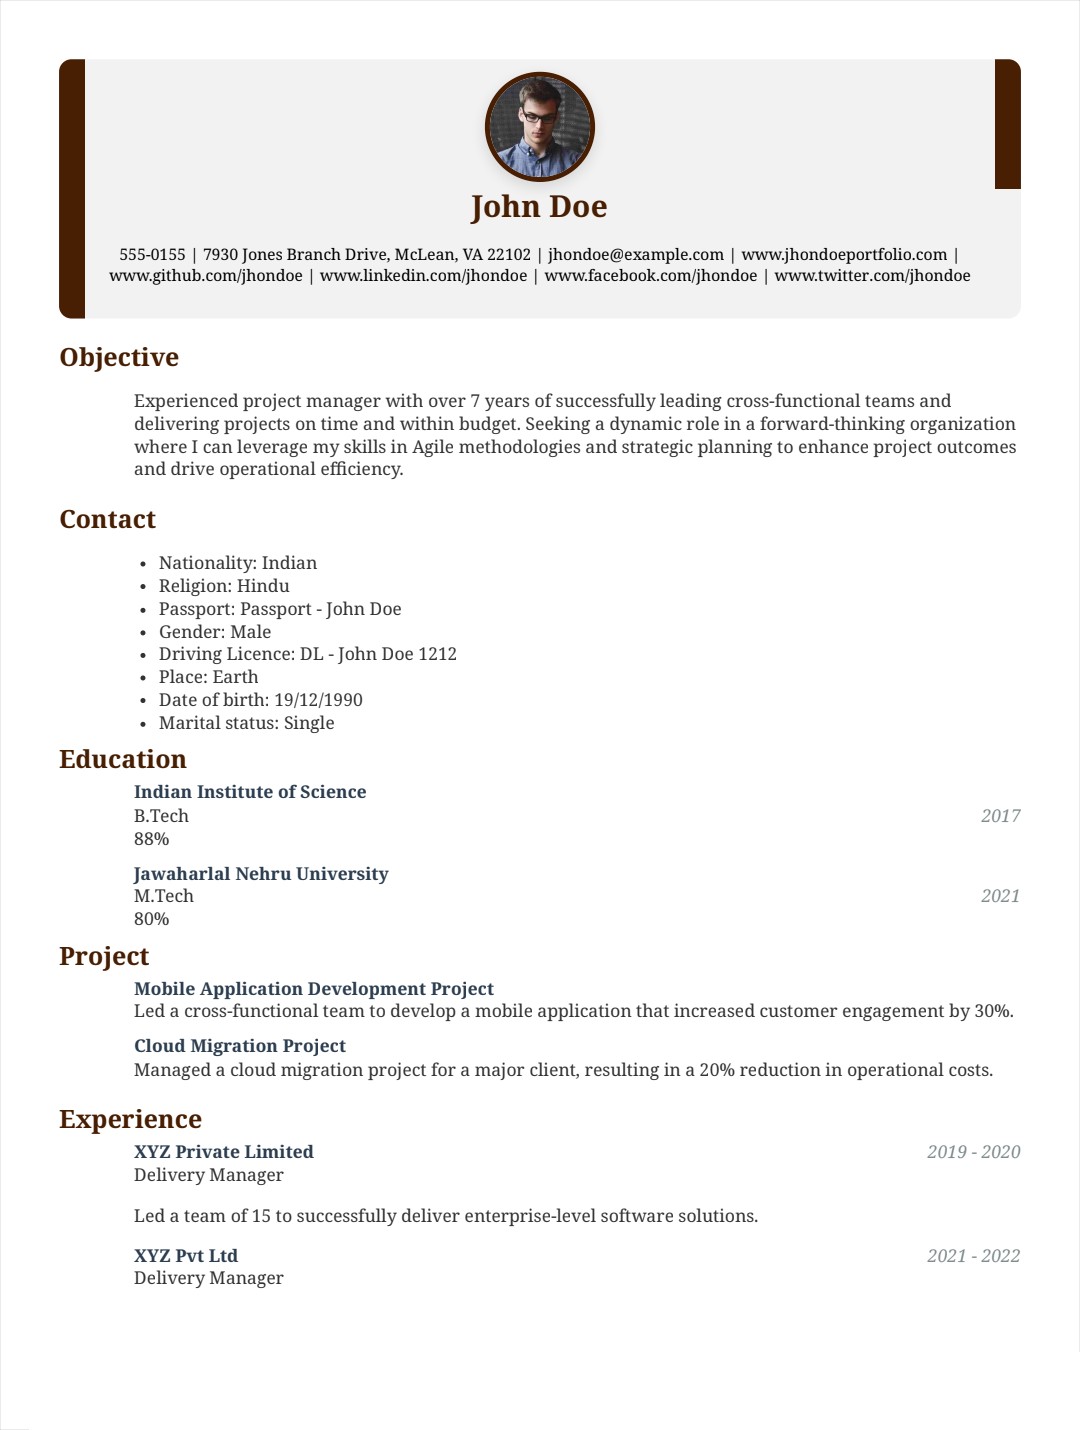 John Doe
555-0155 | 7930 Jones Branch Drive, McLean, VA 22102 | jhondoe@example.com | www.jhondoeportfolio.com |
www.github.com/jhondoe | www.linkedin.com/jhondoe | www.facebook.com/jhondoe | www.twitter.com/jhondoe
Objective
Experienced project manager with over 7 years of successfully leading cross-functional teams and
delivering projects on time and within budget. Seeking a dynamic role in a forward-thinking organization
where I can leverage my skills in Agile methodologies and strategic planning to enhance project outcomes
and drive operational efficiency.
Contact
• Nationality: Indian
• Religion: Hindu
• Passport: Passport - John Doe
• Gender: Male
• Driving Licence: DL - John Doe 1212
• Place: Earth
• Date of birth: 19/12/1990
• Marital status: Single
Education
Indian Institute of Science
B.Tech 2017
88%
Jawaharlal Nehru University
M.Tech 2021
80%
Project
Mobile Application Development Project
Led a cross-functional team to develop a mobile application that increased customer engagement by 30%.
Cloud Migration Project
Managed a cloud migration project for a major client, resulting in a 20% reduction in operational costs.
Experience
XYZ Private Limited 2019 - 2020
Delivery Manager
Led a team of 15 to successfully deliver enterprise-level software solutions.
XYZ Pvt Ltd 2021 - 2022
Delivery Manager